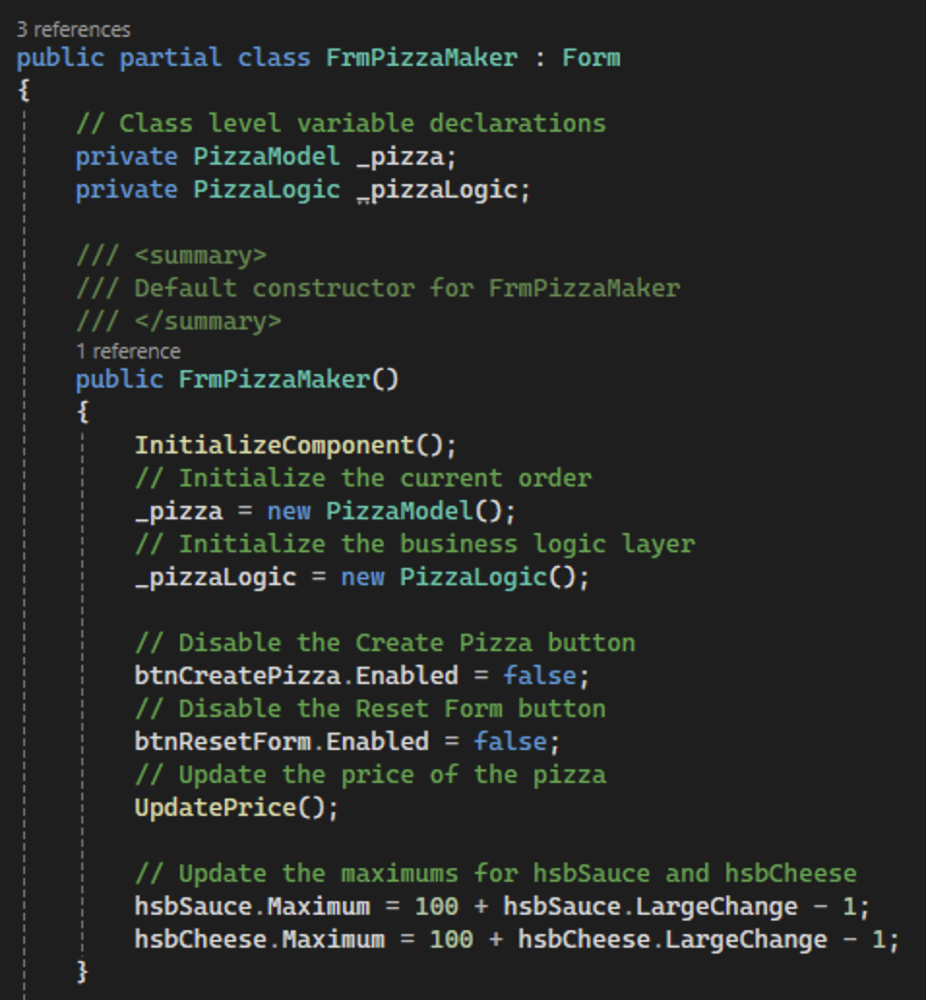 3 references
public partial class FrmPizzaMaker : Form
{
// Class level variable declarations
private PizzaModel _pizza;
private PizzaLogic _pizzaLogic;
/// <summary>
/// Default constructor for FrmPizzaMaker
/// </summary>
1 reference
public FrmPizzaMaker()
{
InitializeComponent();
// Initialize the current order
_pizza = new PizzaModel();
// Initialize the business logic layer
_pizzaLogic = new PizzaLogic();
// Disable the Create Pizza button
btnCreatePizza.Enabled = false;
// Disable the Reset Form button
btnResetForm.Enabled = false;
// Update the price of the pizza
UpdatePrice();
// Update the maximums for hsbSauce and hsbCheese
hsbSauce.Maximum = 100 + hsbSauce.LargeChange - 1;
hsbCheese.Maximum = 100 + hsbCheese.LargeChange - 1;
}